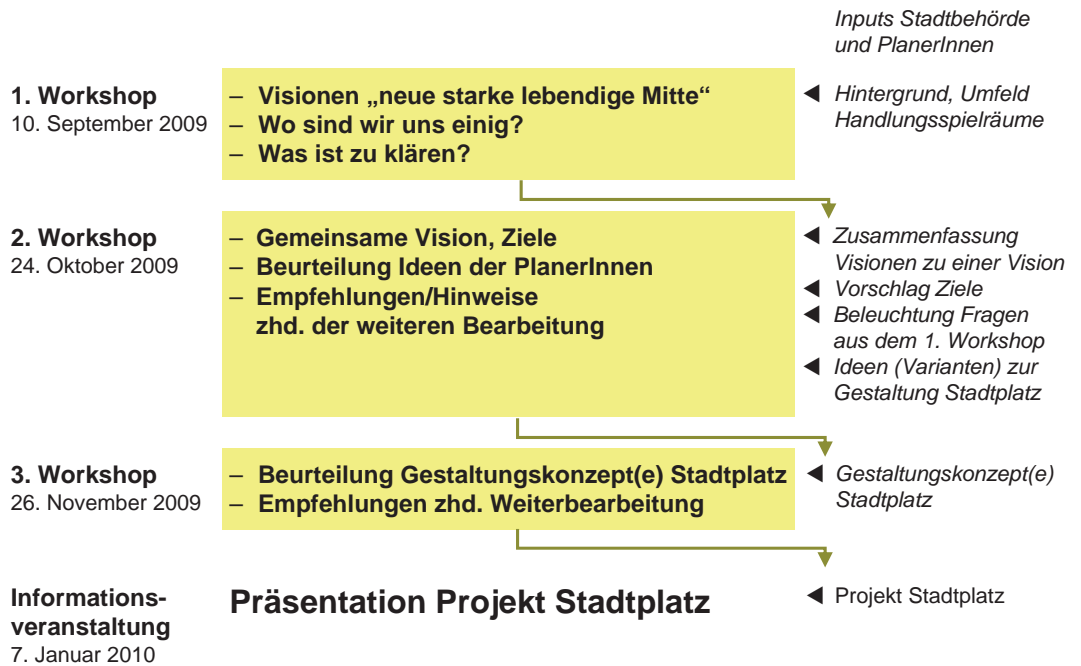 Inputs Stadtbehörde
und PlanerInnen
1. Workshop
10. September 2009
– Visionen „neue starke lebendige Mitte“
– Wo sind wir uns einig?
– Was ist zu klären?
◀ Hintergrund, Umfeld
Handlungsspielräume
2. Workshop
24. Oktober 2009
– Gemeinsame Vision, Ziele
– Beurteilung Ideen der PlanerInnen
– Empfehlungen/Hinweise
zhd. der weiteren Bearbeitung
◀ Zusammenfassung
Visionen zu einer Vision
◀ Vorschlag Ziele
◀ Beleuchtung Fragen
aus dem 1. Workshop
◀ Ideen (Varianten) zur
Gestaltung Stadtplatz
3. Workshop
26. November 2009
– Beurteilung Gestaltungskonzept(e) Stadtplatz
– Empfehlungen zhd. Weiterbearbeitung
◀ Gestaltungskonzept(e)
Stadtplatz
Informations-
veranstaltung
7. Januar 2010
Präsentation Projekt Stadtplatz
◀ Projekt Stadtplatz